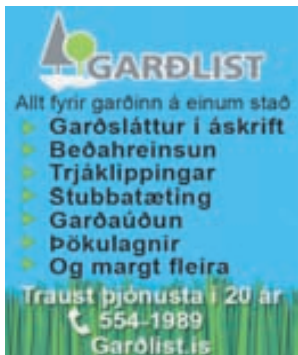 GARÐLIST
Allt fyrir garðinn á einum stað
Garðsláttur í áskrift
Beðahreinsun
Trjáklippingar
Stubbatæting
Garðaúðun
Þökulagnir
Og margt fleira
Traust þjónusta í 20 ár
554-1989
Garðlist.is